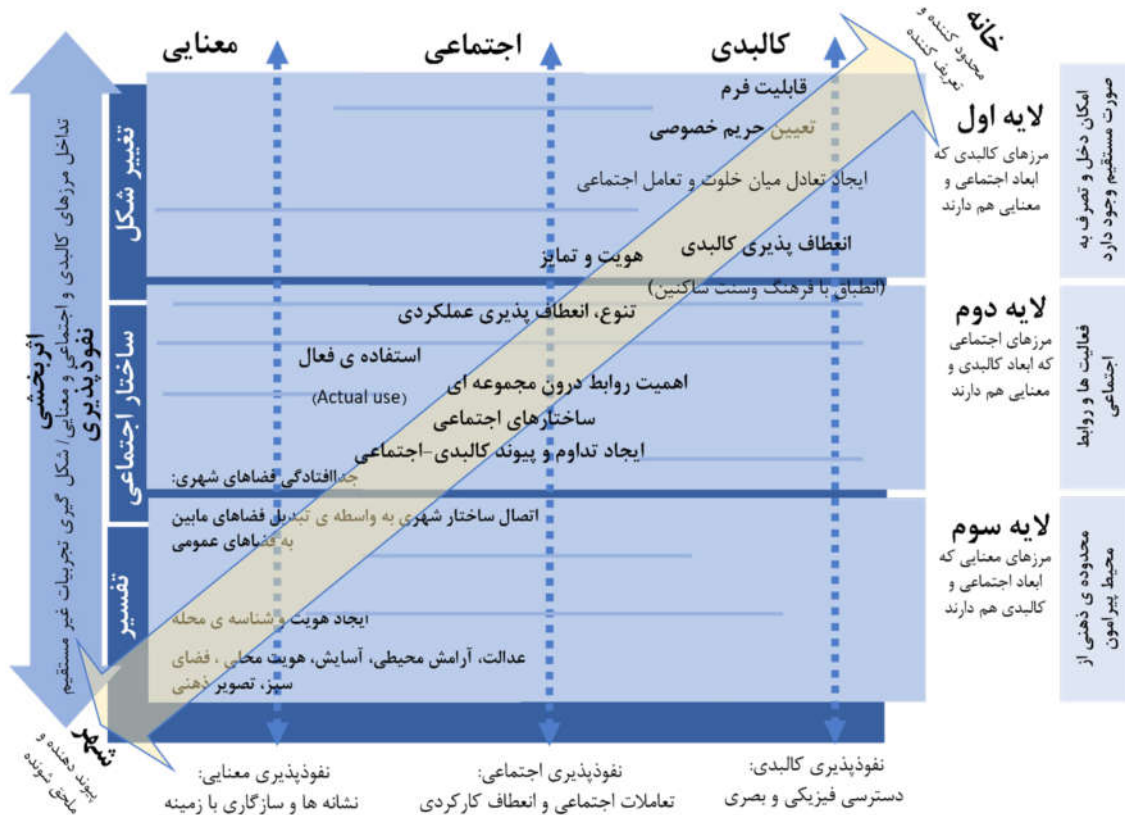 کالبدی
اجتماعی
معنایی
خانه
محدود کننده و
تعریف کننده
امکان دخل و تصرف به
صورت مستقیم وجود دارد
لایه اول
مرزهای کالبدی که
ابعاد اجتماعی و
معنایی هم دارند
قابلیت فرم
تعیین حریم خصوصی
ایجاد تعادل میان خلوت و تعامل اجتماعی
انعطاف پذیری کالبدی
هویت و تمایز
(انطباق با فرهنگ وسنت ساکنین)
تغییر شکل
فعالیت ها و روابط
اجتماعی
لایه دوم
مرزهای اجتماعی
که ابعاد کالبدی و
معنایی هم دارند
تنوع، انعطاف پذیری عملکردی
استفاده ی فعال
(Actual use)
اهمیت روابط درون مجموعه ای
ساختارهای اجتماعی
ایجاد تداوم و پیوند کالبدی-اجتماعی
جداافتادگی فضاهای شهری:
ساختار اجتماعی
محدوده ی ذهنی از
محیط پیرامون
لایه سوم
مرزهای معنایی که
ابعاد اجتماعی و
کالبدی هم دارند
اتصال ساختار شهری به واسطه ی تبدیل فضاهای مابین
به فضاهای عمومی
ایجاد هویت و شناسه ی محله
عدالت، آرامش محیطی، آسایش، هویت محلی ، فضای
سبز، تصویر ذهنی
تفسیر
اثربخشی
نفوذپذیری
تداخل مرزهای کالبدی و اجتماعی و معنایی/ شکل گیری تجربیات غیر مستقیم
شهر
پیوند دهنده و
ملحق شونده
نفوذپذیری کالبدی:
دسترسی فیزیکی و بصری
نفوذپذیری اجتماعی:
تعاملات اجتماعی و انعطاف کارکردی
نفوذپذیری معنایی:
نشانه ها و سازگاری با زمینه